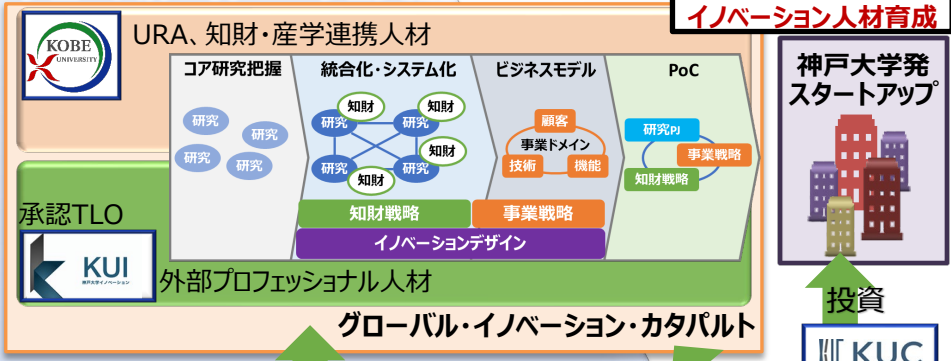 イノベーション人材育成
KOBE
UNIVERSITY
URA、知財・産学連携人材
コア研究把握
統合化・システム化
ビジネスモデル
PoC
研究
研究
研究
研究
研究
知財
研究
知財
研究
知財
研究
知財
顧客
事業ドメイン
技術
機能
研究PJ
事業戦略
知財戦略
知財戦略
事業戦略
イノベーションデザイン
承認TLO
KUI
神戸大学イノベーション
外部プロフェッショナル人材
グローバル・イノベーション・カタパルト
神戸大学発
スタートアップ
投資
KUC